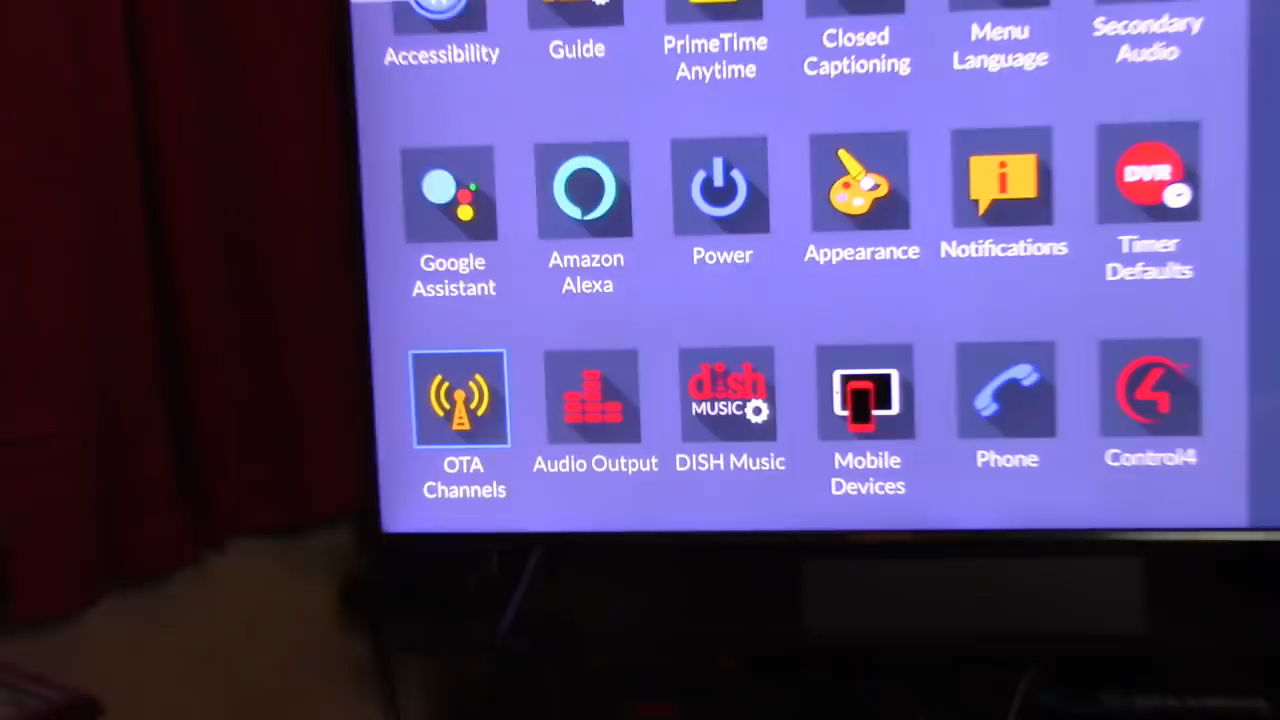 Accessibility
Guide
PrimeTime
Anytime
Closed
Captioning
Menu
Language
Secondary
Audio
DVR
Google
Assistant
Amazon
Alexa
Power
Appearance
Notifications
Timer
Defaults
dish
MUSIC
4
OTA
Channels
Audio Output
DISH Music
Mobile
Devices
Phone
Control4